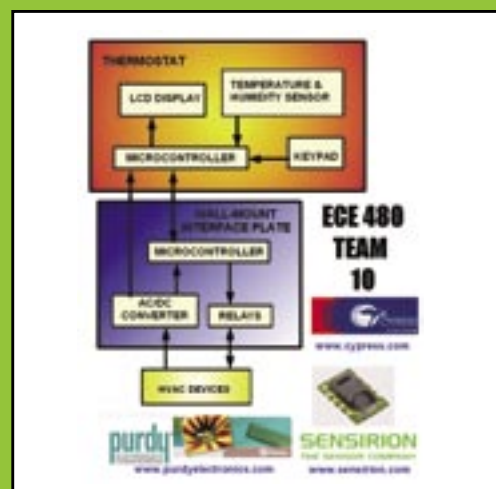 THERMOSTAT
LCD DISPLAY
TEMPERATURE &
HUMIDITY SENSOR
MICROCONTROLLER
KEYPAD
WALL-MOUNT
INTERFACE PLATE
MICROCONTROLLER
AC/DC
CONVERTER
RELAYS
HVAC DEVICES
ECE 480
TEAM
10
www.cypress.com
purdy
www.purdyelectronics.com
SENSIRION
THE SENSOR COMPANY
www.sensirion.com